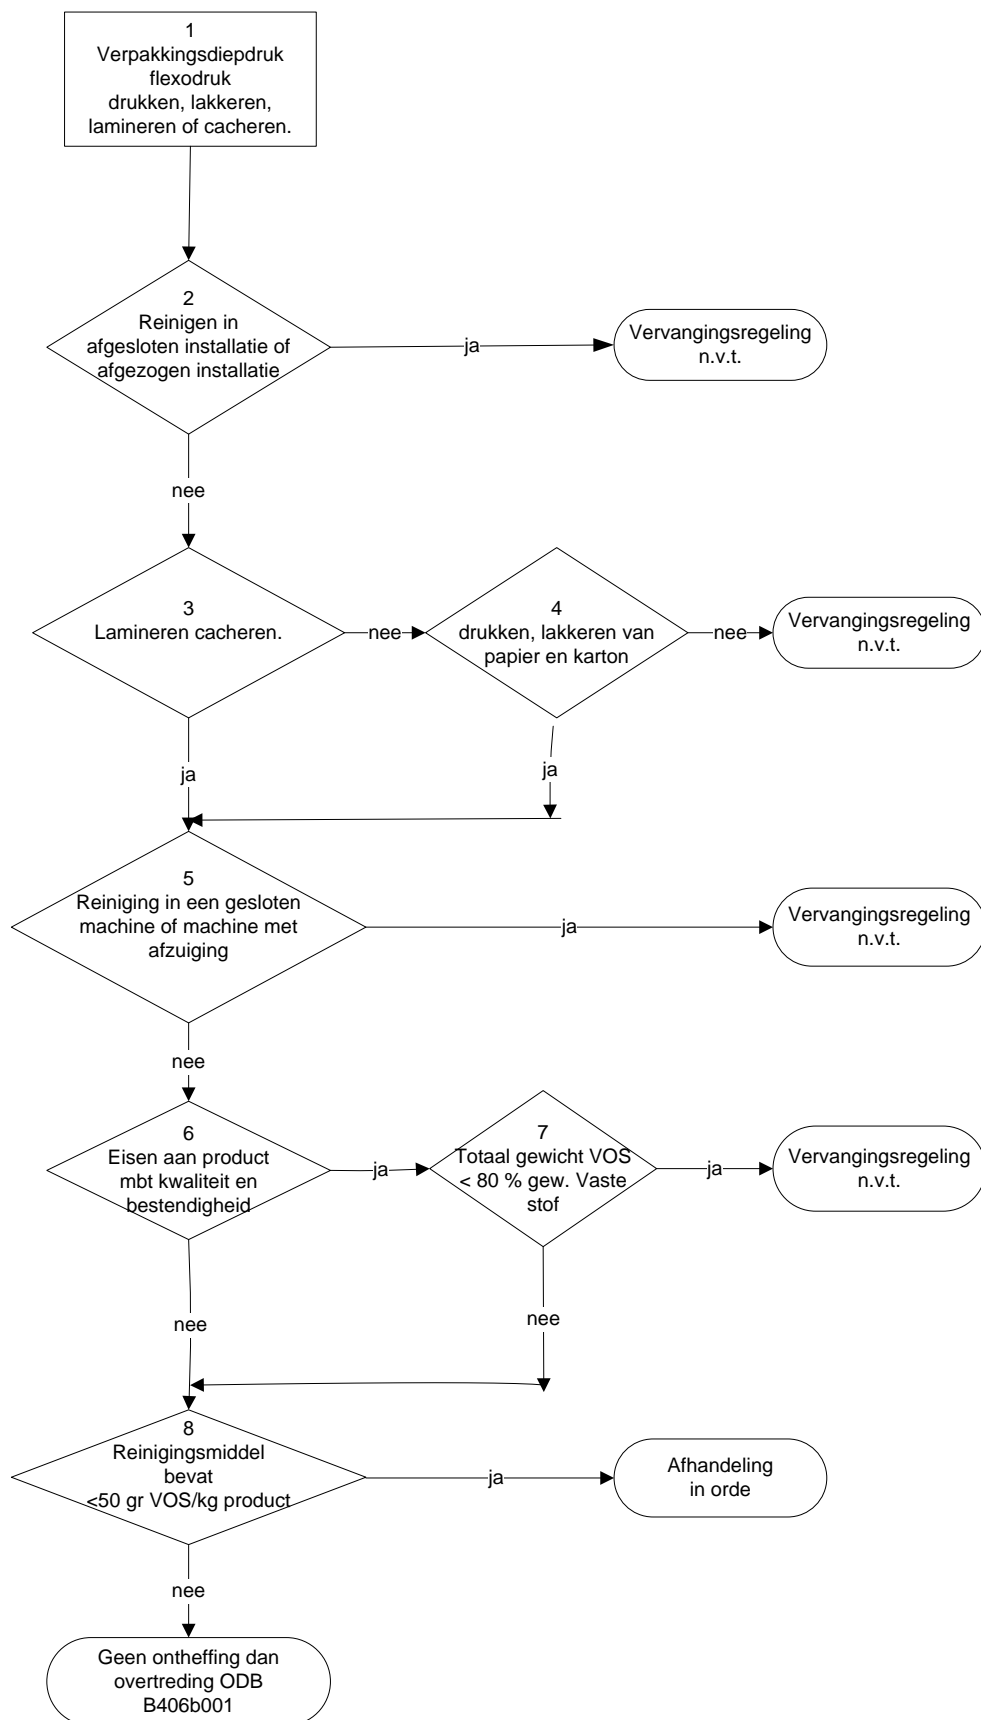 1
Verpakkingsdiepdruk
flexodruk
drukken, lakkeren,
lamineren of cacheren.
2
Reinigen in
afgesloten installatie of
afgezogen installatie
ja
Vervangingsregeling
n.v.t.
nee
3
Lamineren cacheren.
nee
4
drukken, lakkeren van
papier en karton
nee
Vervangingsregeling
n.v.t.
ja
ja
5
Reiniging in een gesloten
machine of machine met
afzuiging
ja
Vervangingsregeling
n.v.t.
nee
6
Eisen aan product
mbt kwaliteit en
bestendigheid
ja
7
Totaal gewicht VOS
< 80 % gew. Vaste
stof
ja
Vervangingsregeling
n.v.t.
nee
nee
8
Reinigingsmiddel
bevat
<50 gr VOS/kg product
ja
Afhandeling
in orde
nee
Geen ontheffing dan
overtreding ODB
B406b001